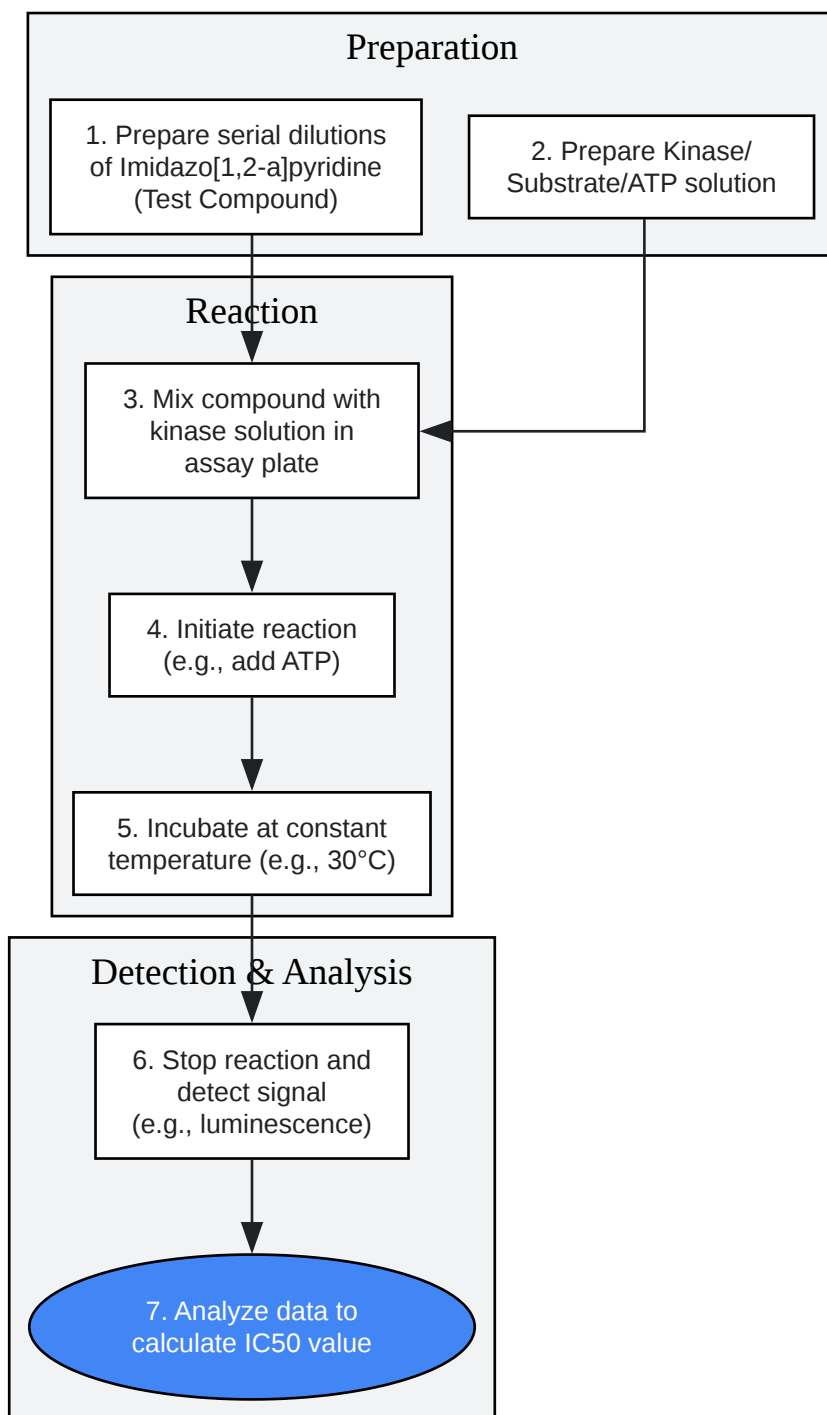 Preparation
1. Prepare serial dilutions
of Imidazo[1,2-a]pyridine
(Test Compound)
2. Prepare Kinase/
Substrate/ATP solution
Reaction
3. Mix compound with
kinase solution in
assay plate
4. Initiate reaction
(e.g., add ATP)
5. Incubate at constant
temperature (e.g., 30°C)
Detection & Analysis
6. Stop reaction and
detect signal
(e.g., luminescence)
7. Analyze data to
calculate IC50 value